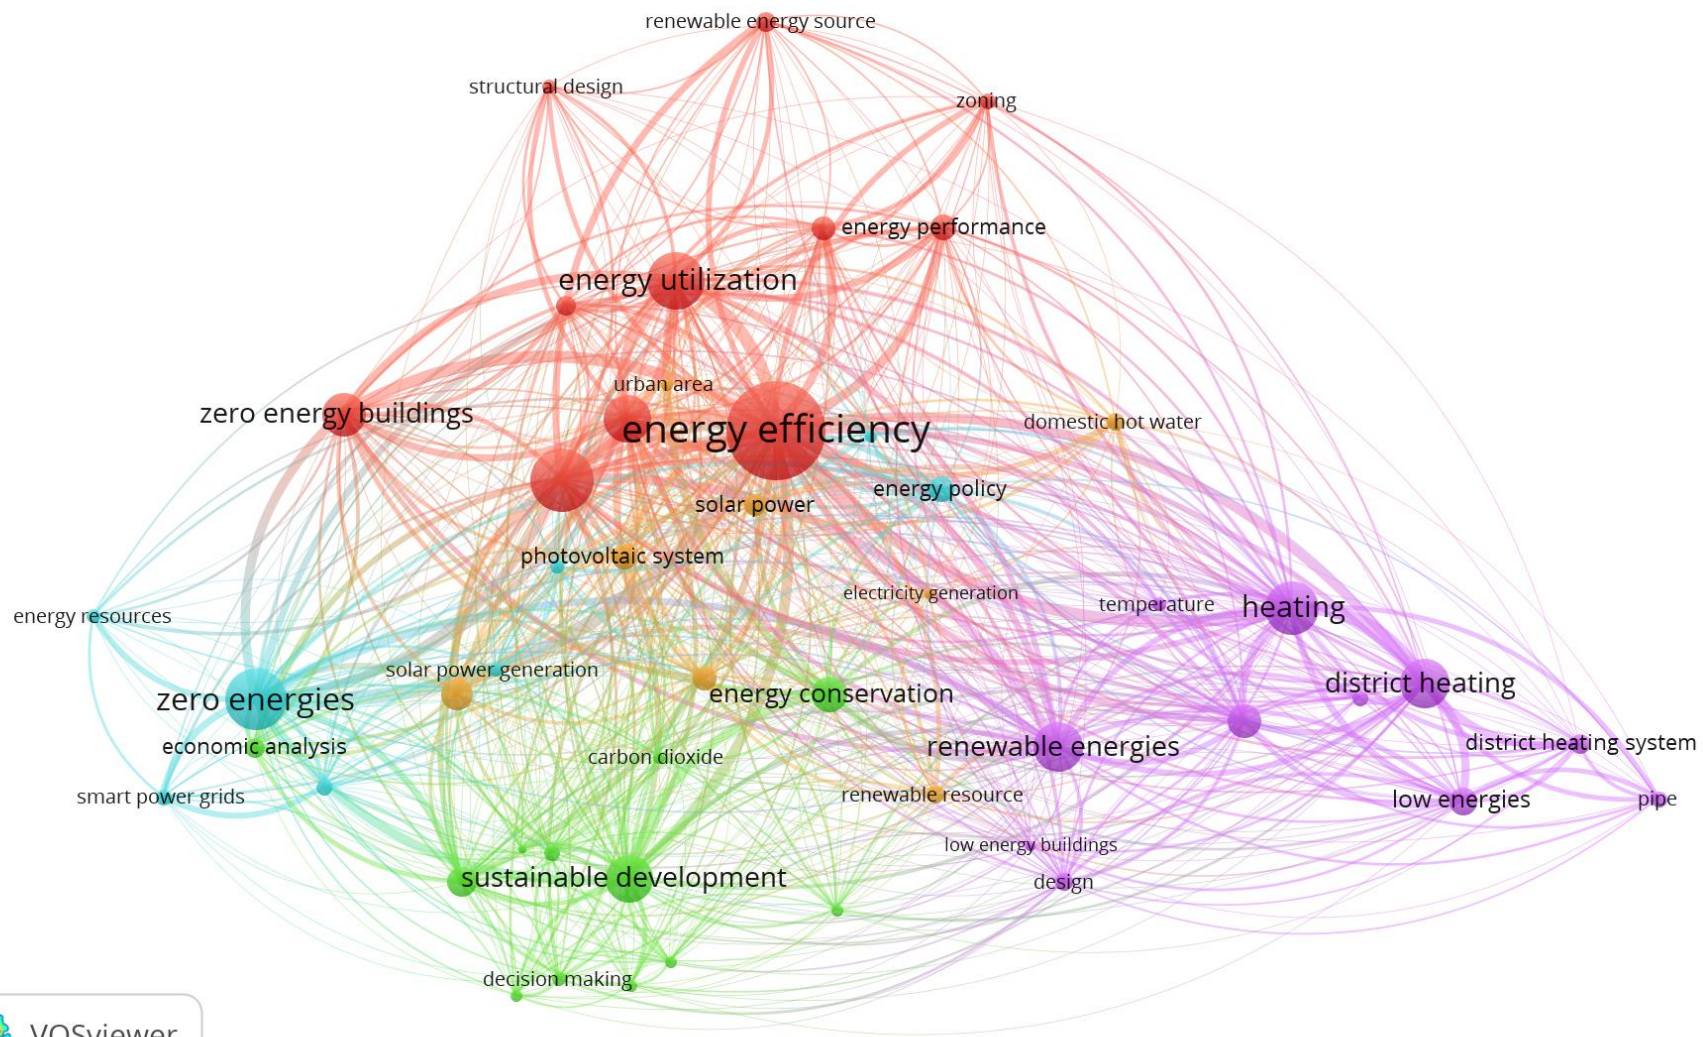 renewable energy source
structural design
zoning
energy performance
energy utilization
urban area
zero energy buildings
energy efficiency
domestic hot water
energy policy
solar power
photovoltaic system
electricity generation
temperature
heating
energy resources
solar power generation
zero energies
energy conservation
district heating
economic analysis
carbon dioxide
renewable energies
district heating system
smart power grids
renewable resource
low energies
pipe
low energy buildings
sustainable development
design
decision making
VOSviewer